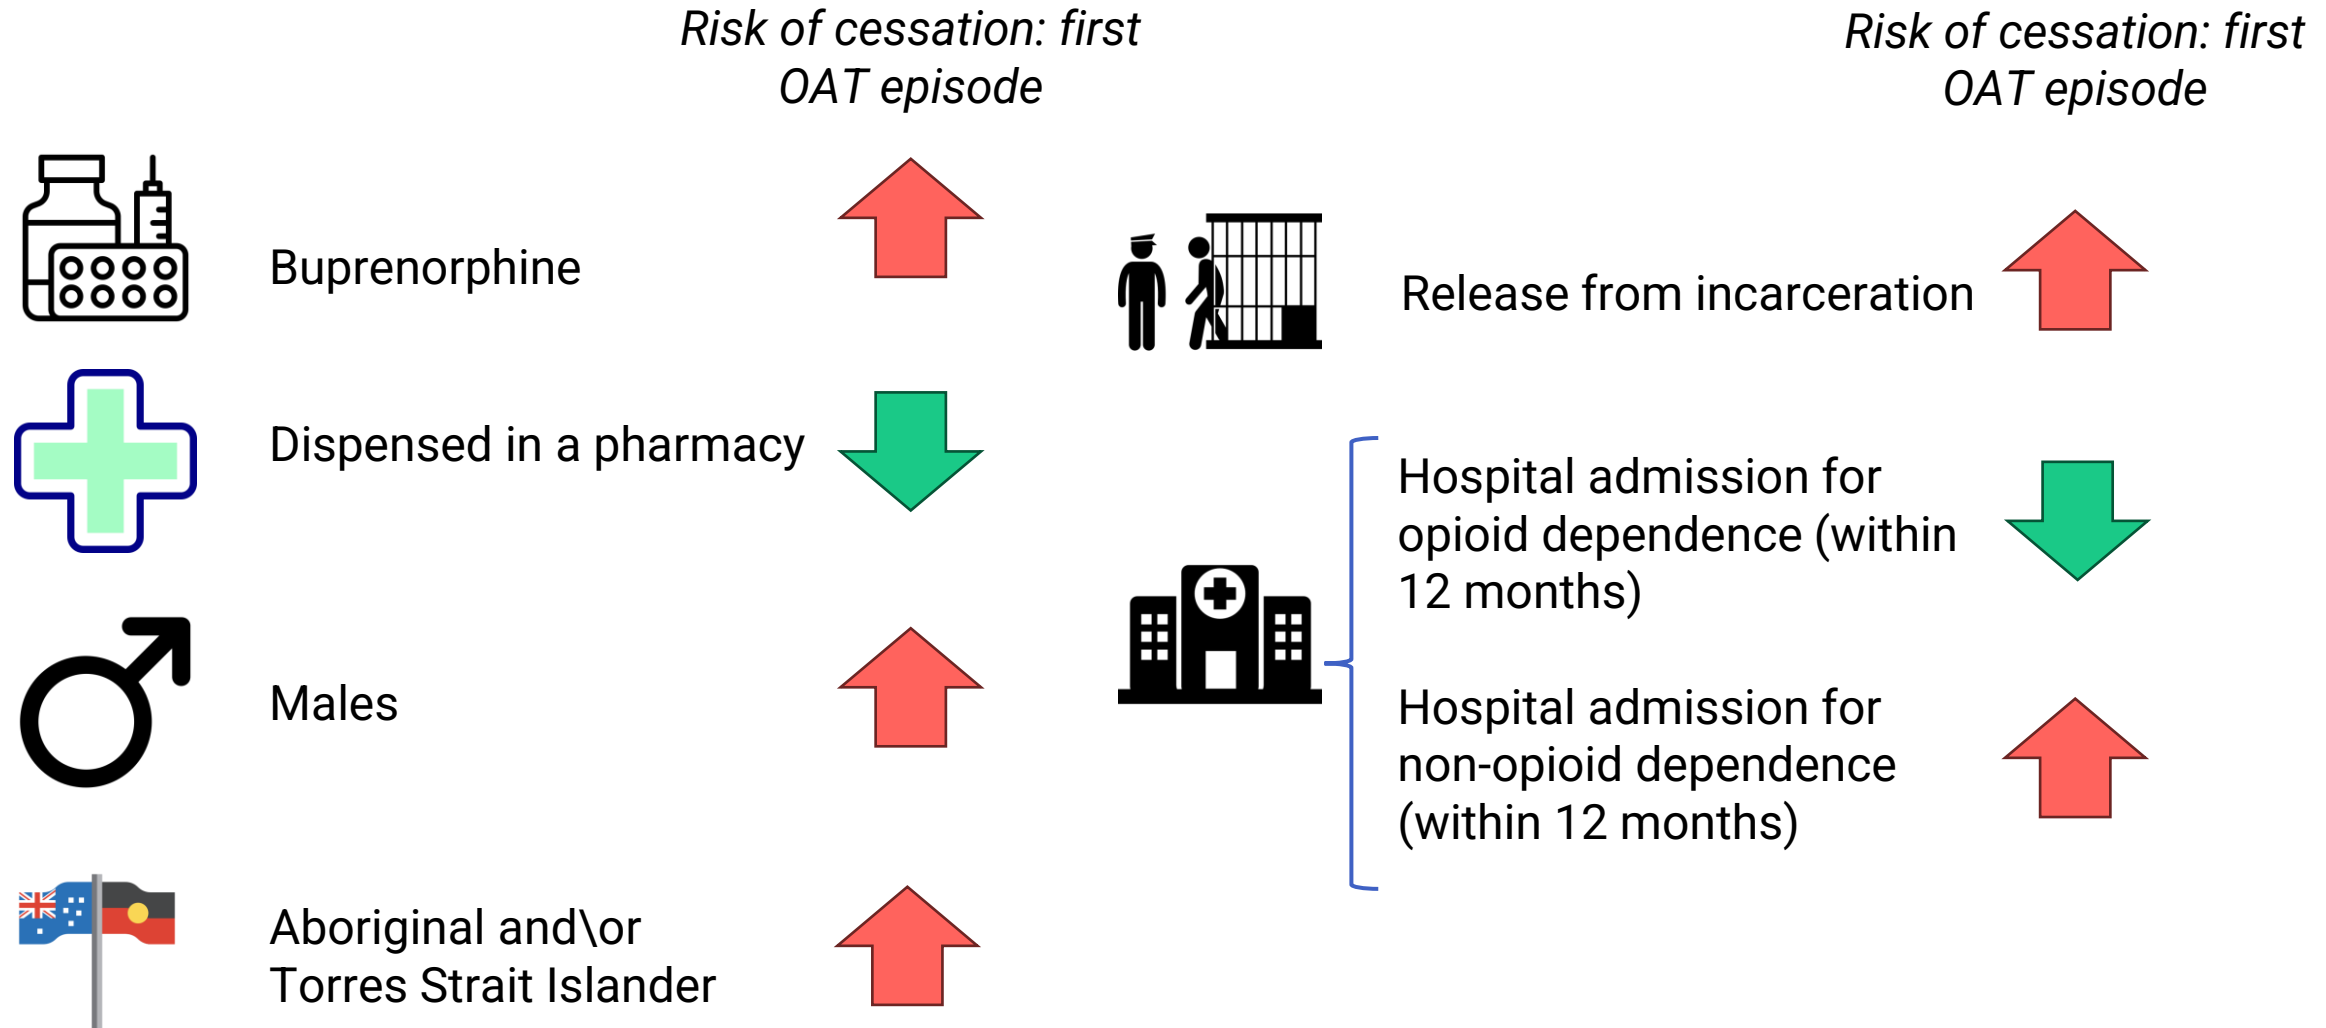 Risk of cessation: first
OAT episode
Buprenorphine
Dispensed in a pharmacy
Males
Aboriginal and\or
Torres Strait Islander
Risk of cessation: first
OAT episode
Release from incarceration
Hospital admission for
opioid dependence (within
12 months)
Hospital admission for
non-opioid dependence
(within 12 months)